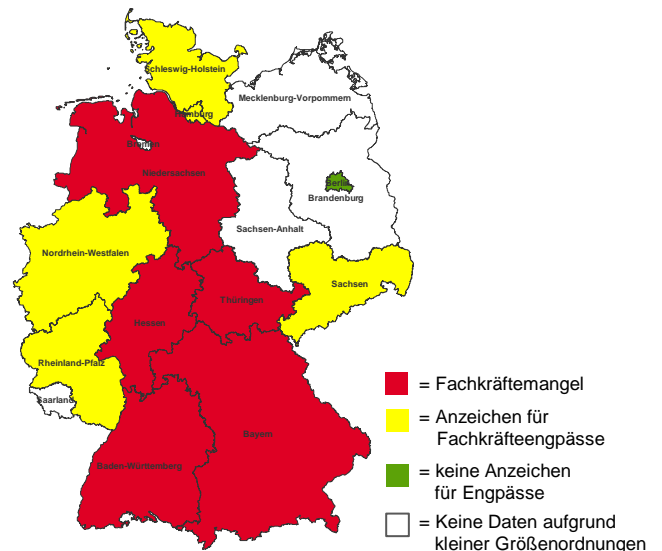 Schleswig-Holstein
Mecklenburg-Vorpommern
Hamburg
Bremen
Niedersachsen
Berlin
Brandenburg
Sachsen-Anhalt
Nordrhein-Westfalen
Sachsen
Thüringen
Hessen
Rheinland-Pfalz
Saarland
Bayern
Baden-Württemberg
= Fachkräftemangel
= Anzeichen für
Fachkräfteengpässe
= keine Anzeichen
für Engpässe
= Keine Daten aufgrund
kleiner Größenordnungen